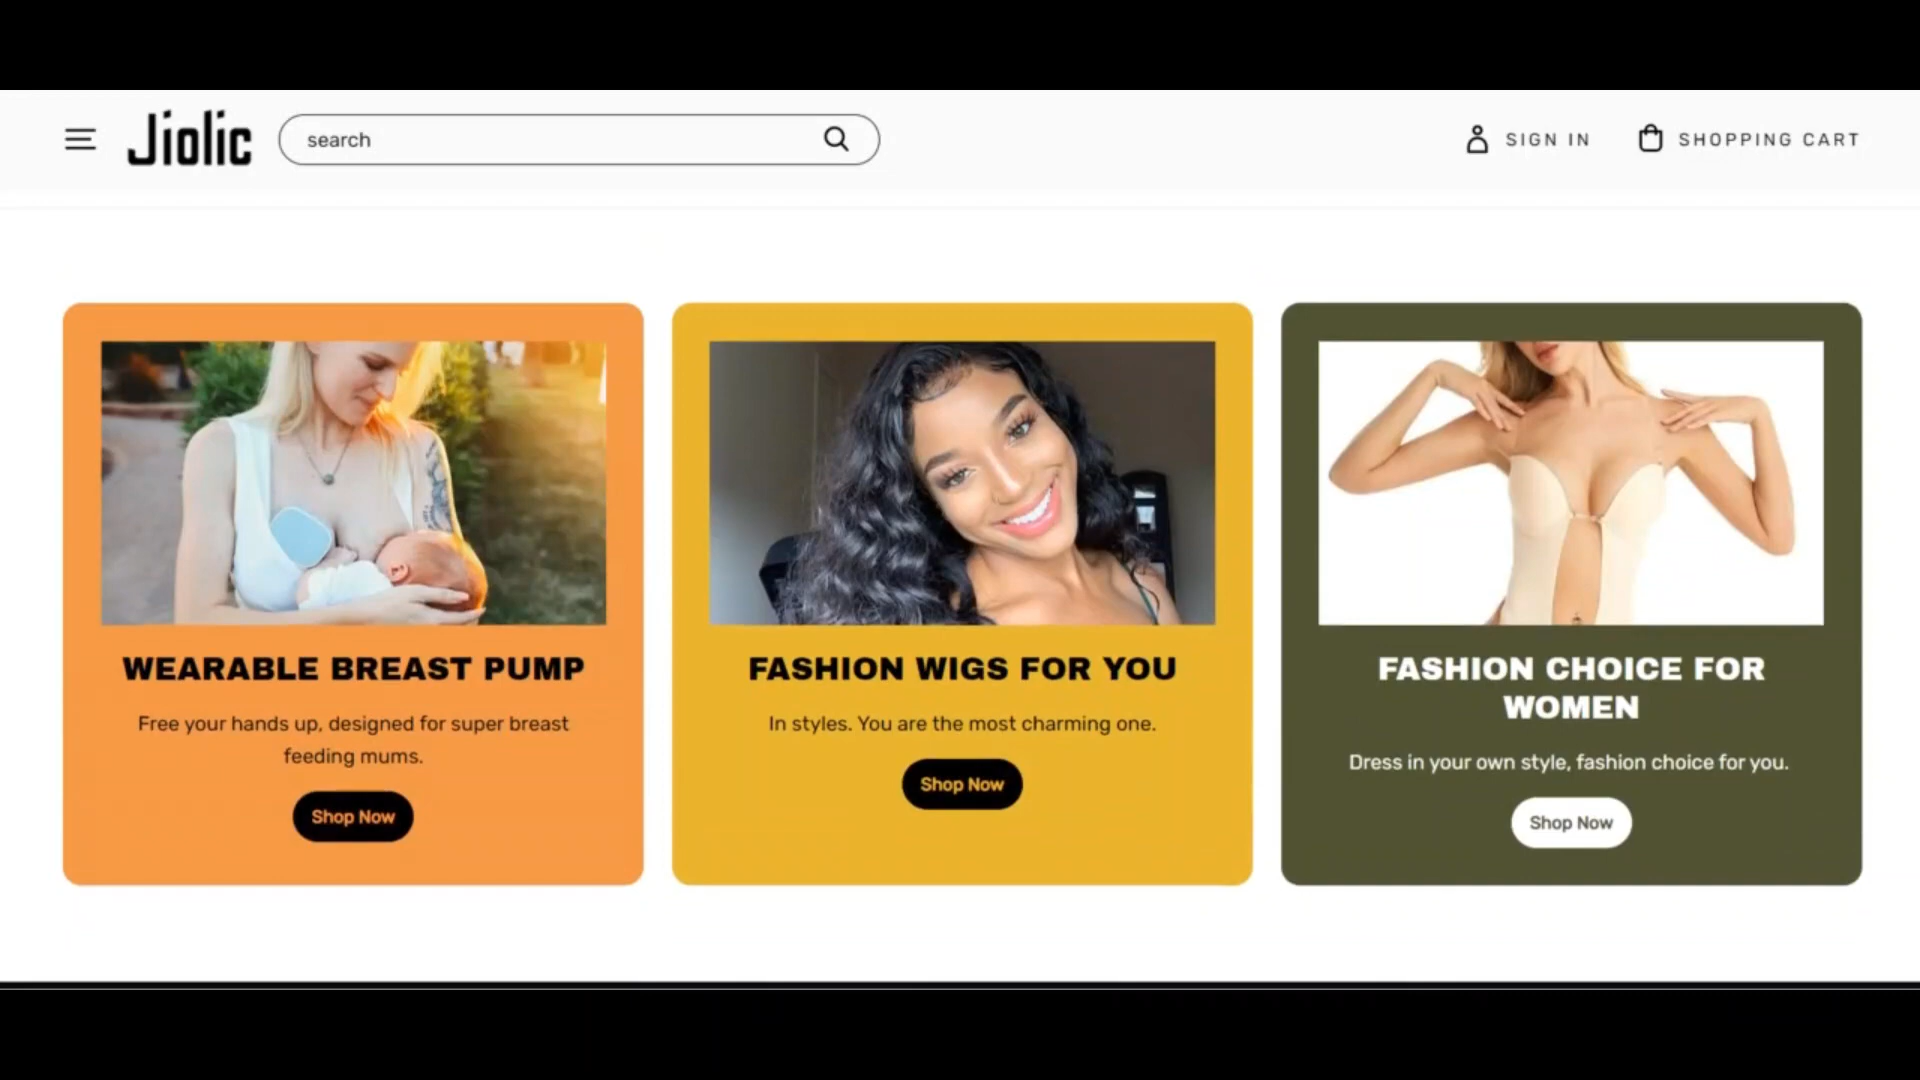 Jiolic
search
SIGN IN
SHOPPING CART
WEARABLE BREAST PUMP
Free your hands up, designed for super breast
feeding mums.
Shop Now
FASHION WIGS FOR YOU
In styles. You are the most charming one.
Shop Now
FASHION CHOICE FOR
WOMEN
Dress in your own style, fashion choice for you.
Shop Now